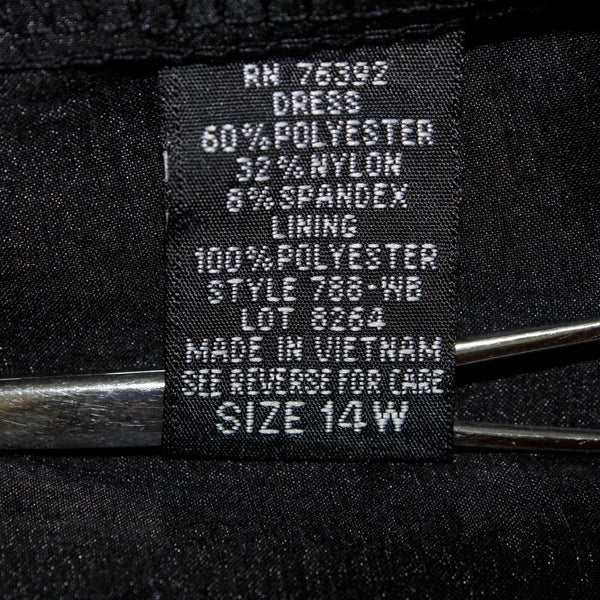 RN 76392
DRESS
60%POLYESTER
32%NYLON
8%SPANDEX
LINING
100%POLYESTER
STYLE 788-WB
LOT 8264
MADE IN VIETNAM
SEE REVERSE FOR CARE
SIZE 14W